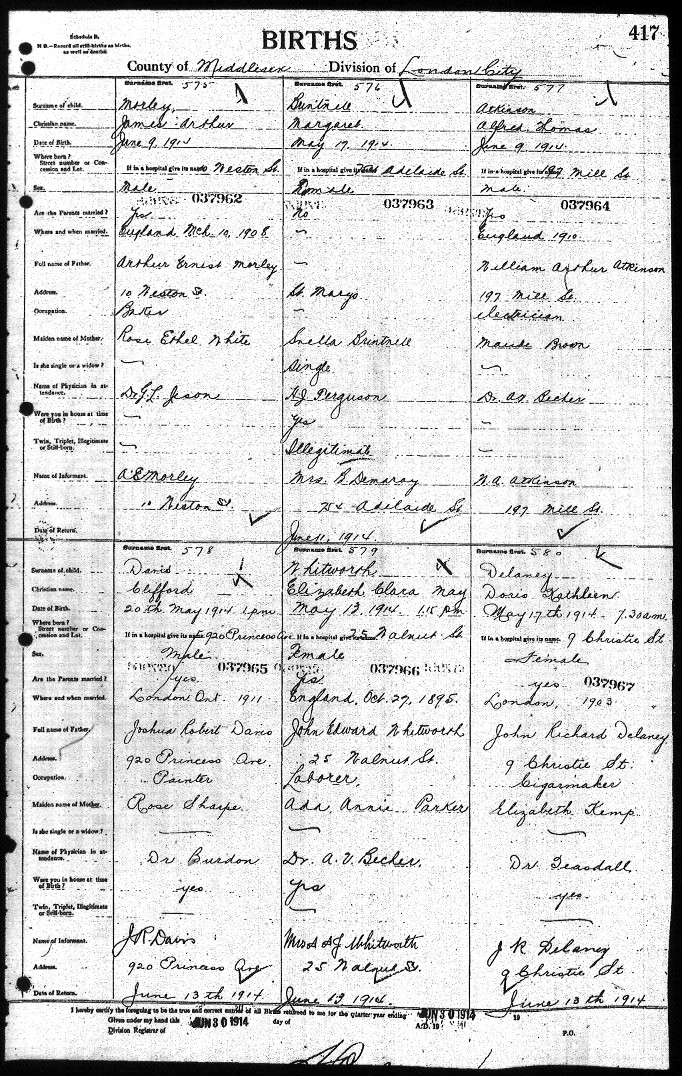 Schedule B.
N B.—Record all still-births as births, as well as deaths.
BIRTHS
417
County of Middlesex Division of London City
Surname first. 575
Surname first. 576
Surname first. 577
Surname of child. Morley, Bruntnell Atkinson
Christian name. James Arthur Margaret. Alfred Thomas
Date of Birth. June 9. 1914 May 17. 1914. June 9. 1914.
Where born?
Street number or Concession and Lot.
If in a hospital give its name 10 Weston St.
If in a hospital give its name 754 Adelaide St.
If in a hospital give its name 197 Mill St.
Sex. Male Female Male.
037962 037963 037964
Are the Parents married? Yes No Yes
Where and when married. England Mch. 10. 1908 — England 1910
Full name of Father. Arthur Ernest Morley — William Arthur Atkinson
Address. 10 Weston St. St. Marys 197 Mill St.
Occupation. Baker — electrician
Maiden name of Mother. Rose Ethel White Bruntnell Maude
Is she single or a widow? — Single —
Name of Physician in attendance. Dr G.L. Ferguson Dr. A.V. Becher
Were you in house at time of Birth? — Yes —
Twin, Triplet, Illegitimate or Still-born. — Illegitimate —
Name of Informant. A E Morley Mrs. B Demaray W. A. Atkinson
Address. 10 Weston St 754 Adelaide St 197 Mill St.
Date of Return. June 11, 1914.
Surname first. 578
Surname first. 579
Surname first. 580
Surname of child. Davis Whitworth Delaney
Christian name. Clifford Elizabeth Clara May Doris Kathleen
Date of Birth. 20th May 1914 1 pm May 13. 1914. 1.15 pm May 17th 1914. 7.30 am.
Where born?
Street number or Concession and Lot.
If in a hospital give its name 920 Princess Ave.
If in a hospital give its name 25 Walnut St
If in a hospital give its name. 9 Christie St
Sex. Male Female Female
037965 037966 037967
Are the Parents married? yes Yes yes
Where and when married. London Ont 1911 England, Oct. 27, 1895. London, 1903
Full name of Father. Joshua Robert Davis John Edward Whitworth John Richard Delaney
Address. 920 Princess Ave. 25 Walnut St. 9 Christie St.
Occupation. Painter Laborer. Cigarmaker
Maiden name of Mother. Rose Sharpe. Ada Annie Parker Elizabeth Kemp.
Is she single or a widow? — — —
Name of Physician in attendance. Dr Burdon Dr. A. V. Becher. Dr. Teasdall
Were you in house at time of Birth? yes Yes yes
Twin, Triplet, Illegitimate or Still-born. — — —
Name of Informant. J R Davis Mrs Whitworth J R Delaney
Address. 920 Princess Ave 25 Walnut St. 9 Christie St
Date of Return. June 13th 1914 June 13, 1914. June 13th 1914
I hereby certify the foregoing to be the true and correct entries of all Births returned to me for the quarter year ending JUN 30 1914 19
Given under my hand this JUN 30 1914 day of A.D. 19
Division Registrar of P.O.